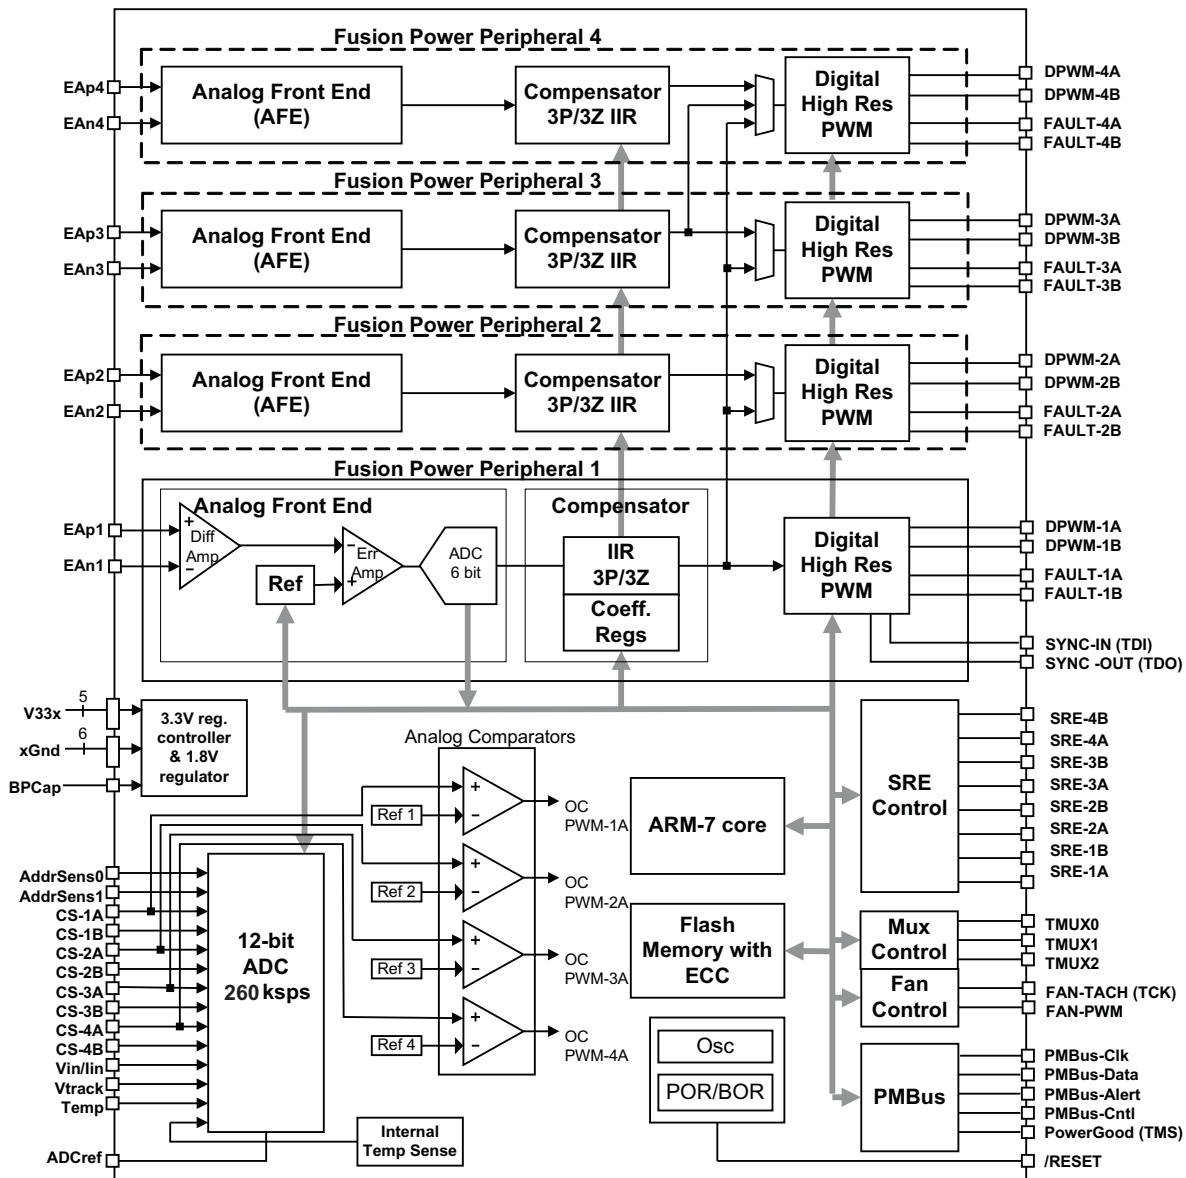 Fusion Power Peripheral 4
EAp4
EAn4
Analog Front End
(AFE)
Compensator
3P/3Z IIR
Digital
High Res
PWM
DPWM-4A
DPWM-4B
FAULT-4A
FAULT-4B
Fusion Power Peripheral 3
EAp3
EAn3
Analog Front End
(AFE)
Compensator
3P/3Z IIR
Digital
High Res
PWM
DPWM-3A
DPWM-3B
FAULT-3A
FAULT-3B
Fusion Power Peripheral 2
EAp2
EAn2
Analog Front End
(AFE)
Compensator
3P/3Z IIR
Digital
High Res
PWM
DPWM-2A
DPWM-2B
FAULT-2A
FAULT-2B
Fusion Power Peripheral 1
EAp1
EAn1
Analog Front End
+
Diff
Amp
−
Ref
−
Err
Amp
+
ADC
6 bit
Compensator
IIR
3P/3Z
Coeff.
Regs
Digital
High Res
PWM
DPWM-1A
DPWM-1B
FAULT-1A
FAULT-1B
SYNC-IN (TDI)
SYNC -OUT (TDO)
V33x
5
xGnd
6
BPCap
3.3V reg.
controller
& 1.8V
regulator
Analog Comparators
Ref 1
+
−
OC
PWM-1A
Ref 2
+
−
OC
PWM-2A
Ref 3
+
−
OC
PWM-3A
Ref 4
+
−
OC
PWM-4A
ARM-7 core
Flash
Memory with
ECC
Osc
POR/BOR
SRE
Control
SRE-4B
SRE-4A
SRE-3B
SRE-3A
SRE-2B
SRE-2A
SRE-1B
SRE-1A
Mux
Control
TMUX0
TMUX1
TMUX2
Fan
Control
FAN-TACH (TCK)
FAN-PWM
PMBus
PMBus-Clk
PMBus-Data
PMBus-Alert
PMBus-Cntl
PowerGood (TMS)
/RESET
AddrSens0
AddrSens1
CS-1A
CS-1B
CS-2A
CS-2B
CS-3A
CS-3B
CS-4A
CS-4B
Vin/Iin
Vtrack
Temp
ADCref
12-bit
ADC
260 ksps
Internal
Temp Sense